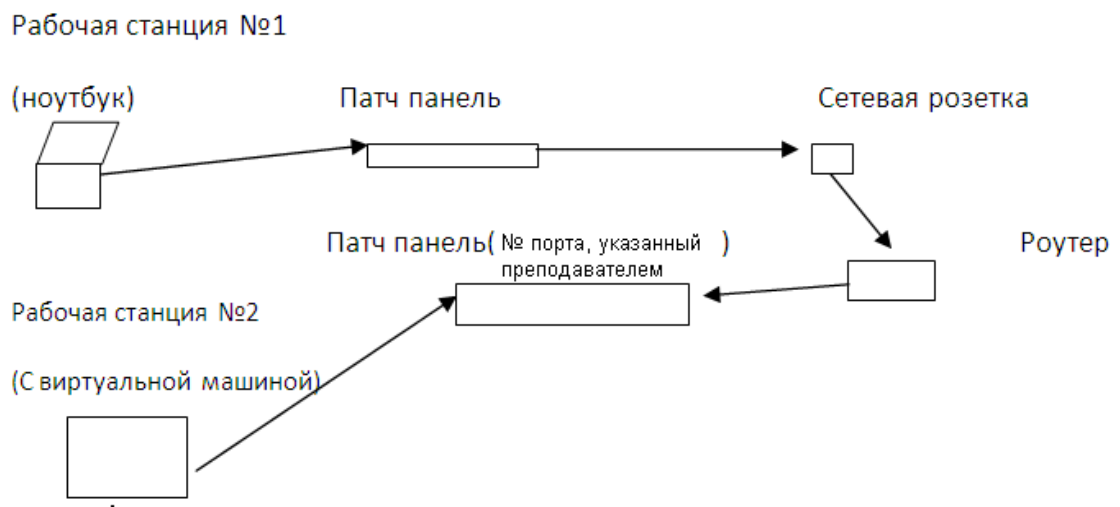 Рабочая станция №1
(ноутбук)
Патч панель
Сетевая розетка
Патч панель( № порта, указанный )
преподавателем
Роутер
Рабочая станция №2
(С виртуальной машиной)